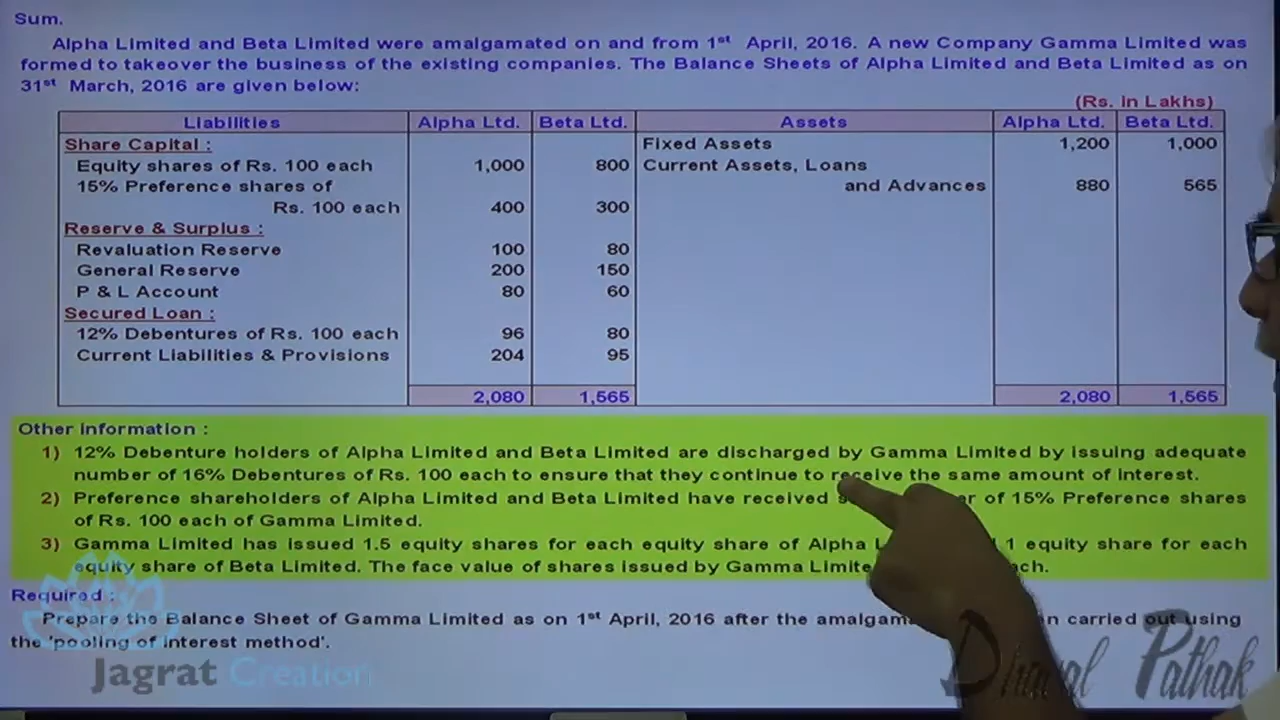 Sum.
Alpha Limited and Beta Limited were amalgamated on and from 1st April, 2016. A new Company Gamma Limited was
formed to takeover the business of the existing companies. The Balance Sheets of Alpha Limited and Beta Limited as on
31st March, 2016 are given below:
(Rs. in Lakhs)
Liabilities Alpha Ltd. Beta Ltd. Assets Alpha Ltd. Beta Ltd.
Share Capital : Fixed Assets 1,200 1,000
Equity shares of Rs. 100 each 1,000 800 Current Assets, Loans
15% Preference shares of and Advances 880 565
Rs. 100 each 400 300
Reserve & Surplus :
Revaluation Reserve 100 80
General Reserve 200 150
P & L Account 80 60
Secured Loan :
12% Debentures of Rs. 100 each 96 80
Current Liabilities & Provisions 204 95
2,080 1,565 2,080 1,565
Other Information :
1) 12% Debenture holders of Alpha Limited and Beta Limited are discharged by Gamma Limited by issuing adequate
number of 16% Debentures of Rs. 100 each to ensure that they continue to receive the same amount of interest.
2) Preference shareholders of Alpha Limited and Beta Limited have received of 15% Preference shares
of Rs. 100 each of Gamma Limited.
3) Gamma Limited has issued 1.5 equity shares for each equity share of Alpha 1 equity share for each
equity share of Beta Limited. The face value of shares issued by Gamma
Required :
Prepare the Balance Sheet of Gamma Limited as on 1st April, 2016 after the carried out using
the 'pooling of interest method'.
Jagrat Creation
Dhaval Pathak